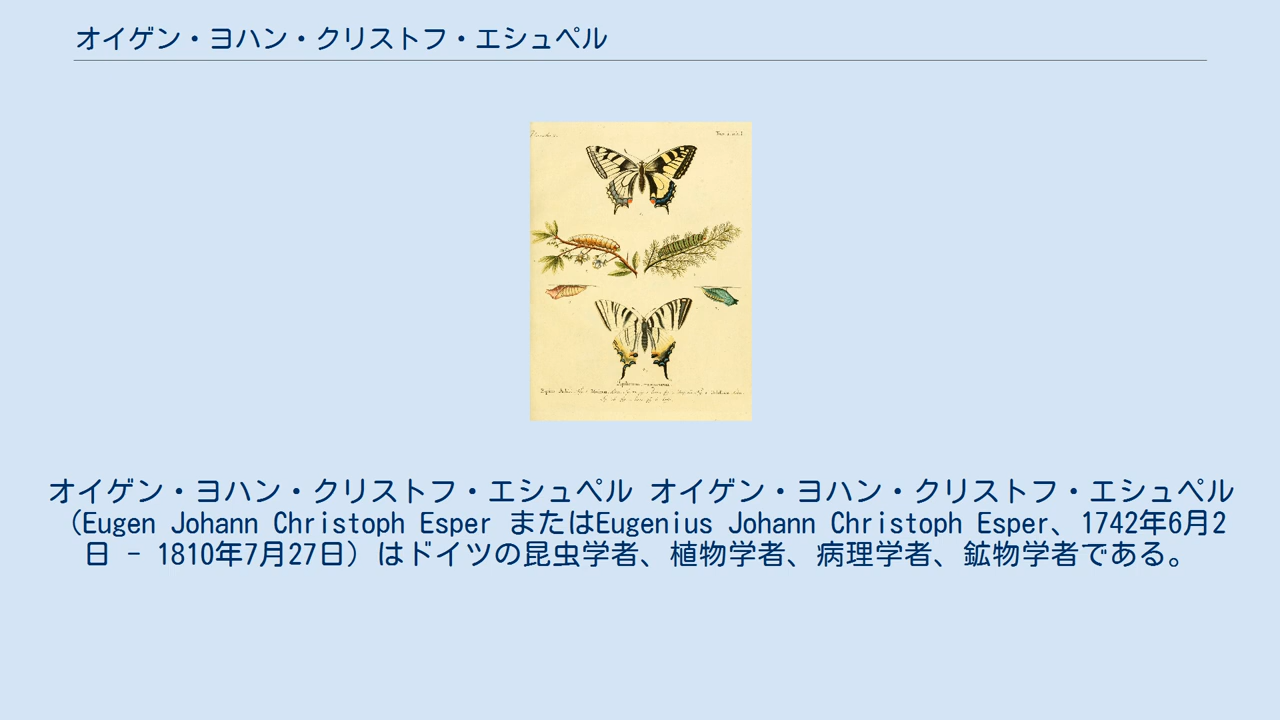 オイゲン・ヨハン・クリストフ・エシュペル
オイゲン・ヨハン・クリストフ・エシュペル オイゲン・ヨハン・クリストフ・エシュペル
（Eugen Johann Christoph Esper またはEugenius Johann Christoph Esper、1742年6月2
日 - 1810年7月27日）はドイツの昆虫学者、植物学者、病理学者、鉱物学者である。